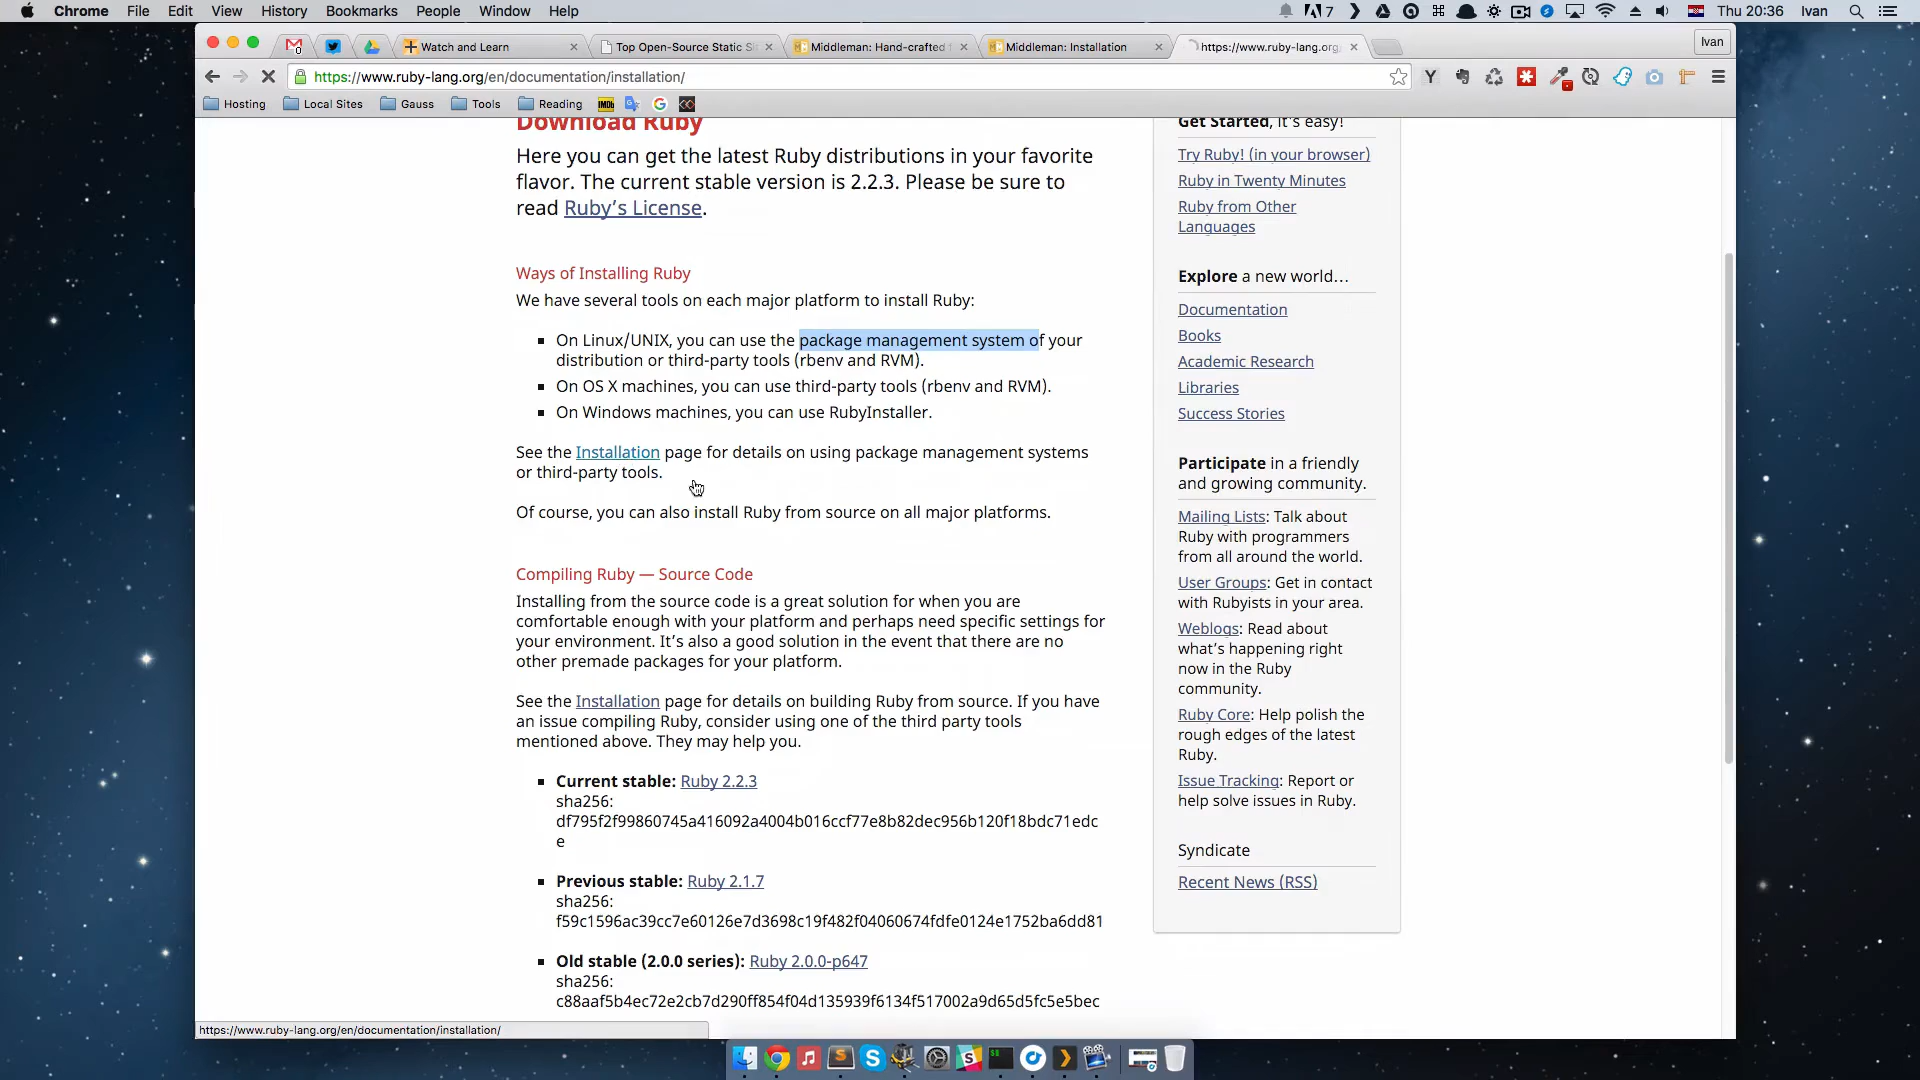 Chrome File Edit View History Bookmarks People Window Help 7 Thu 20:36 Ivan
Watch and Learn
Top Open-Source Static Si
Middleman: Hand-crafted
Middleman: Installation
https://www.ruby-lang.org
Ivan
https://www.ruby-lang.org/en/documentation/installation/
Hosting Local Sites Gauss Tools Reading IMDb
Download Ruby
Here you can get the latest Ruby distributions in your favorite
flavor. The current stable version is 2.2.3. Please be sure to
read Ruby's License.
Ways of Installing Ruby
We have several tools on each major platform to install Ruby:
On Linux/UNIX, you can use the package management system of your
distribution or third-party tools (rbenv and RVM).
On OS X machines, you can use third-party tools (rbenv and RVM).
On Windows machines, you can use RubyInstaller.
See the Installation page for details on using package management systems
or third-party tools.
Of course, you can also install Ruby from source on all major platforms.
Compiling Ruby — Source Code
Installing from the source code is a great solution for when you are
comfortable enough with your platform and perhaps need specific settings for
your environment. It's also a good solution in the event that there are no
other premade packages for your platform.
See the Installation page for details on building Ruby from source. If you have
an issue compiling Ruby, consider using one of the third party tools
mentioned above. They may help you.
Current stable: Ruby 2.2.3
sha256:
df795f2f99860745a416092a4004b016ccf77e8b82dec956b120f18bdc71edc
e
Previous stable: Ruby 2.1.7
sha256:
f59c1596ac39cc7e60126e7d3698c19f482f04060674fdfe0124e1752ba6dd81
Old stable (2.0.0 series): Ruby 2.0.0-p647
sha256:
c88aaf5b4ec72e2cb7d290ff854f04d135939f6134f517002a9d65d5fc5e5bec
Get Started, it's easy!
Try Ruby! (in your browser)
Ruby in Twenty Minutes
Ruby from Other
Languages
Explore a new world…
Documentation
Books
Academic Research
Libraries
Success Stories
Participate in a friendly
and growing community.
Mailing Lists: Talk about
Ruby with programmers
from all around the world.
User Groups: Get in contact
with Rubyists in your area.
Weblogs: Read about
what's happening right
now in the Ruby
community.
Ruby Core: Help polish the
rough edges of the latest
Ruby.
Issue Tracking: Report or
help solve issues in Ruby.
Syndicate
Recent News (RSS)
https://www.ruby-lang.org/en/documentation/installation/